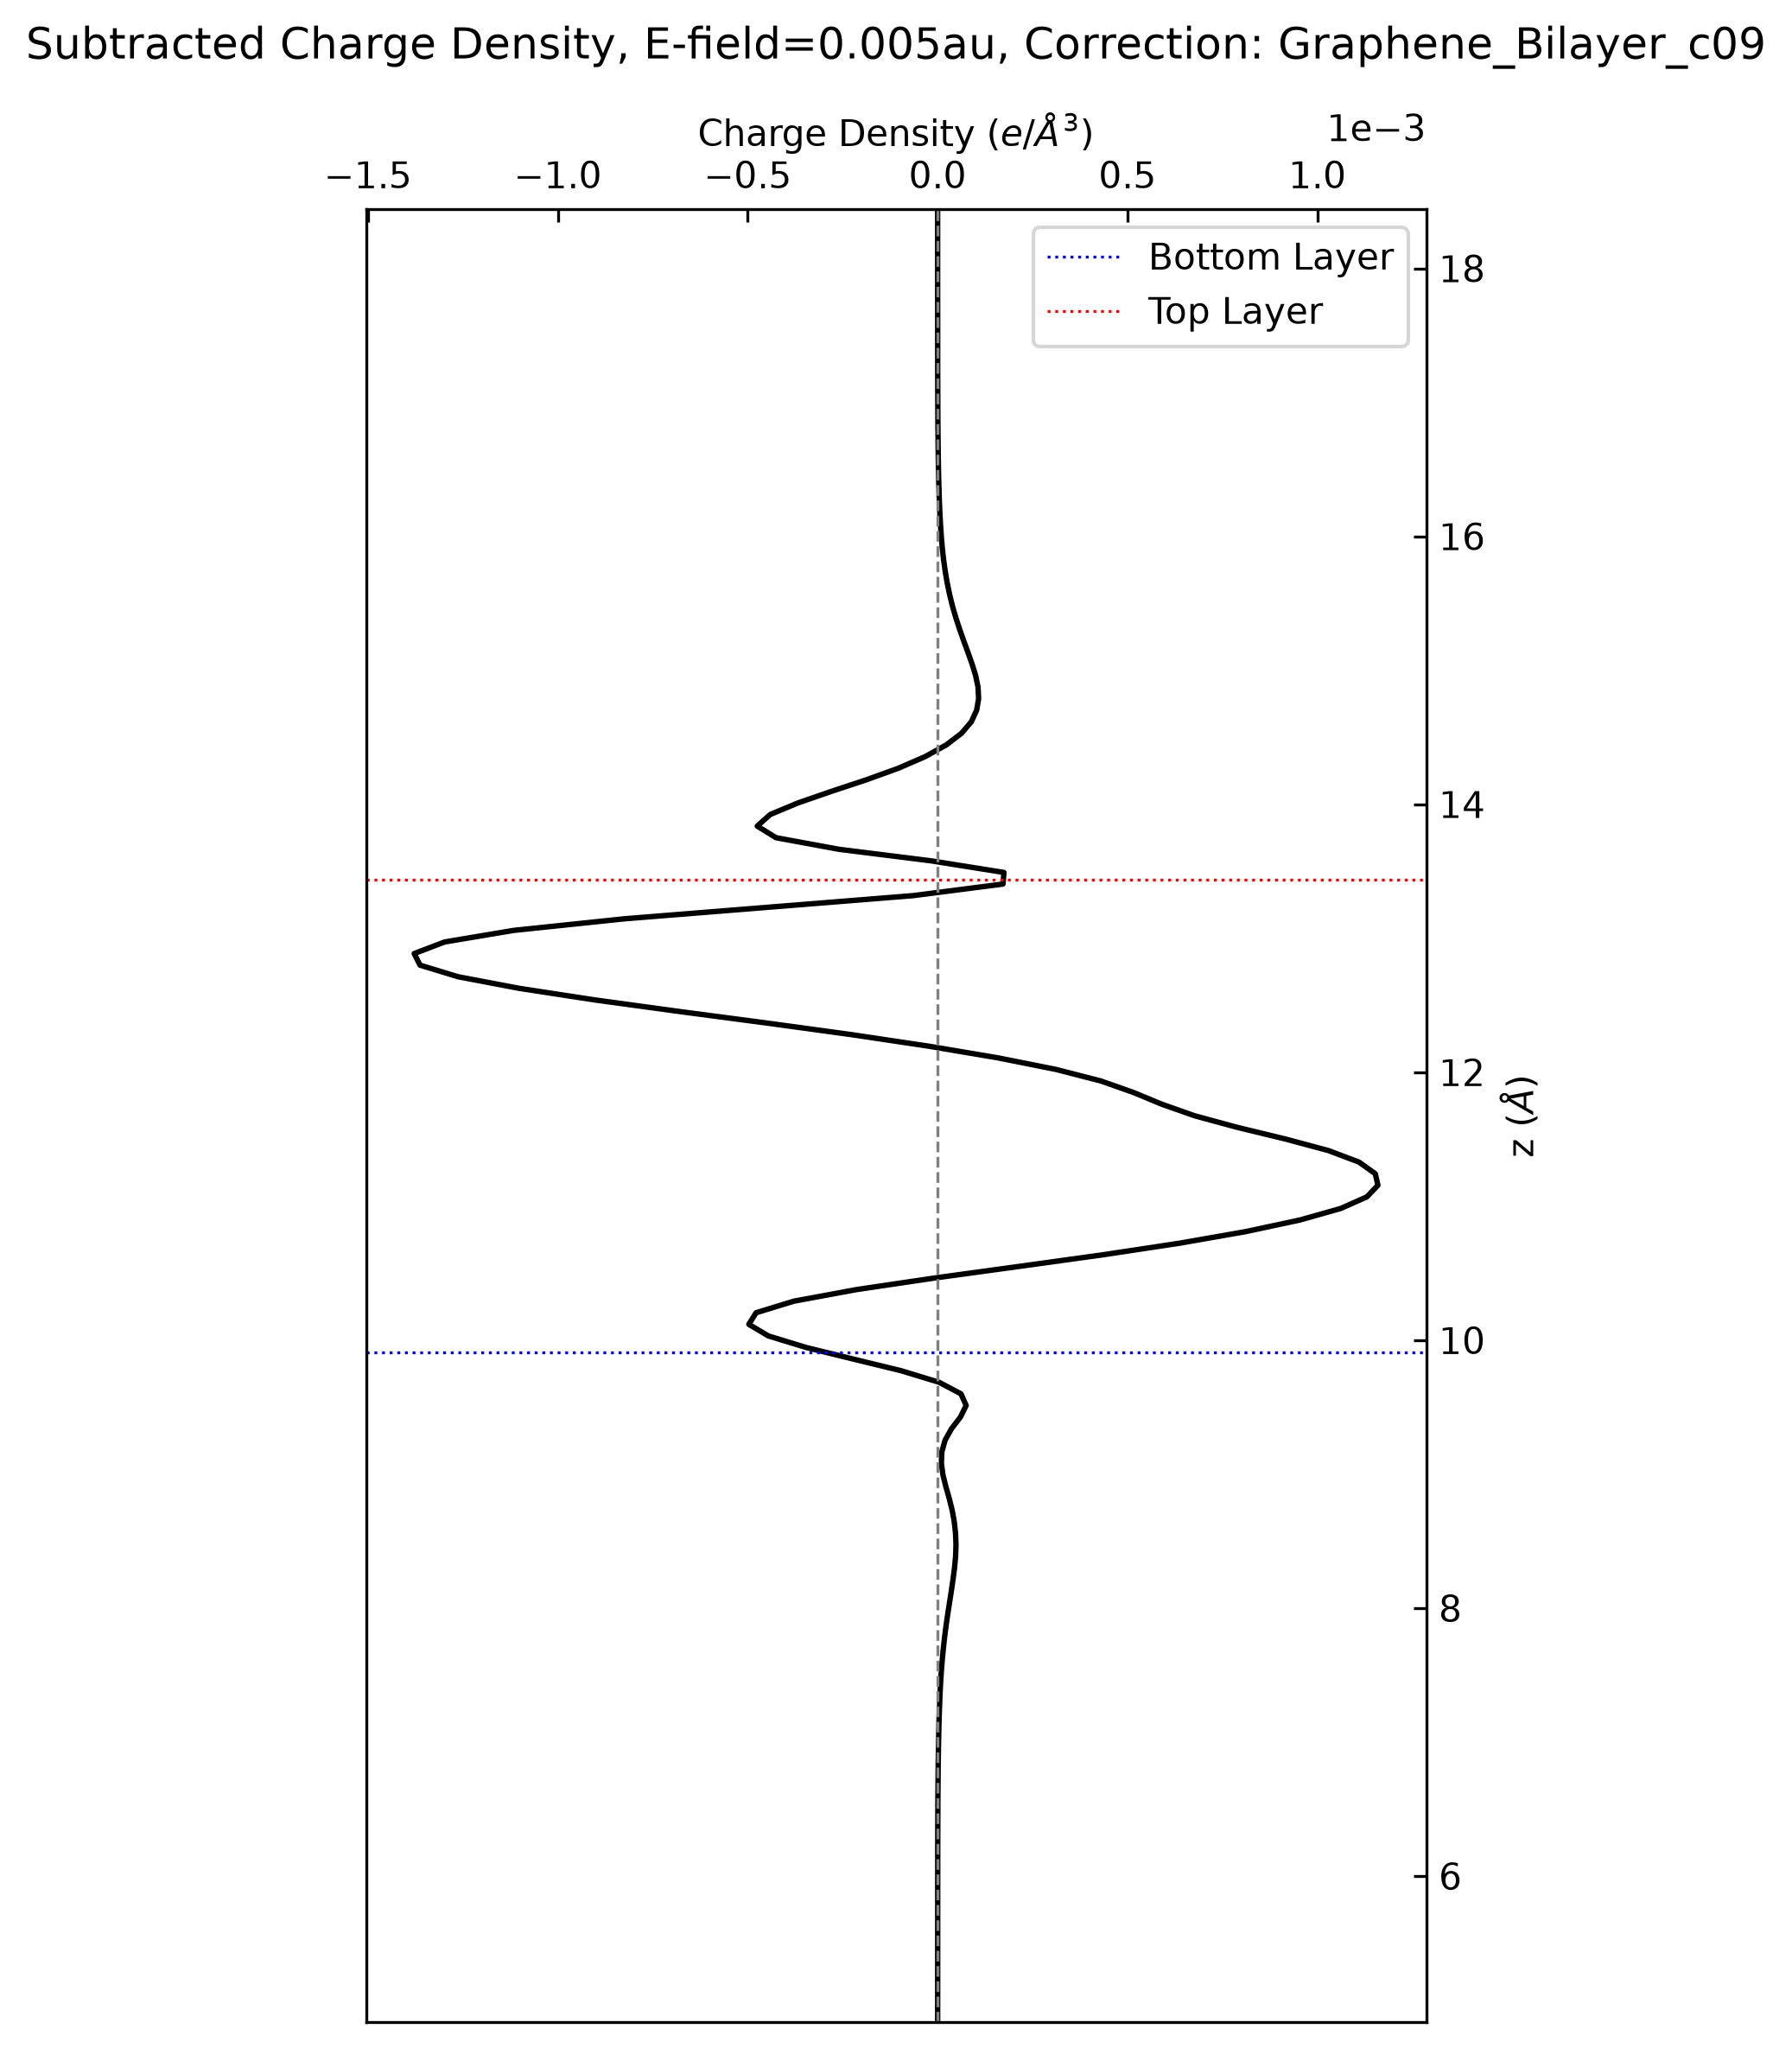 Subtracted Charge Density, E-field=0.005au, Correction: Graphene_Bilayer_c09
Charge Density (e/Å³)
1e−3
−1.5 −1.0 −0.5 0.0 0.5 1.0
Bottom Layer
Top Layer
18
16
14
12
10
8
6
z (Å)